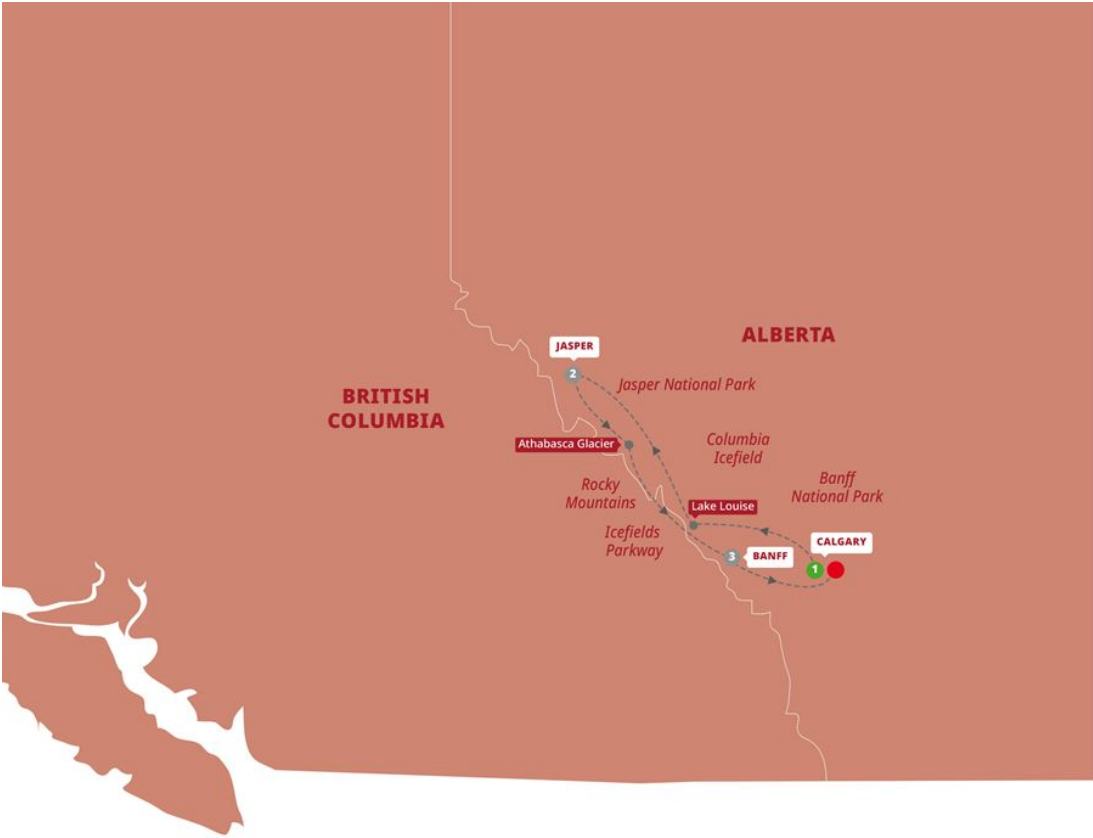 ALBERTA
JASPER
2
Jasper National Park
BRITISH
COLUMBIA
Athabasca Glacier
Columbia
Icefield
Rocky
Mountains
Banff
National Park
Lake Louise
Icefields
Parkway
CALGARY
3
BANFF
1